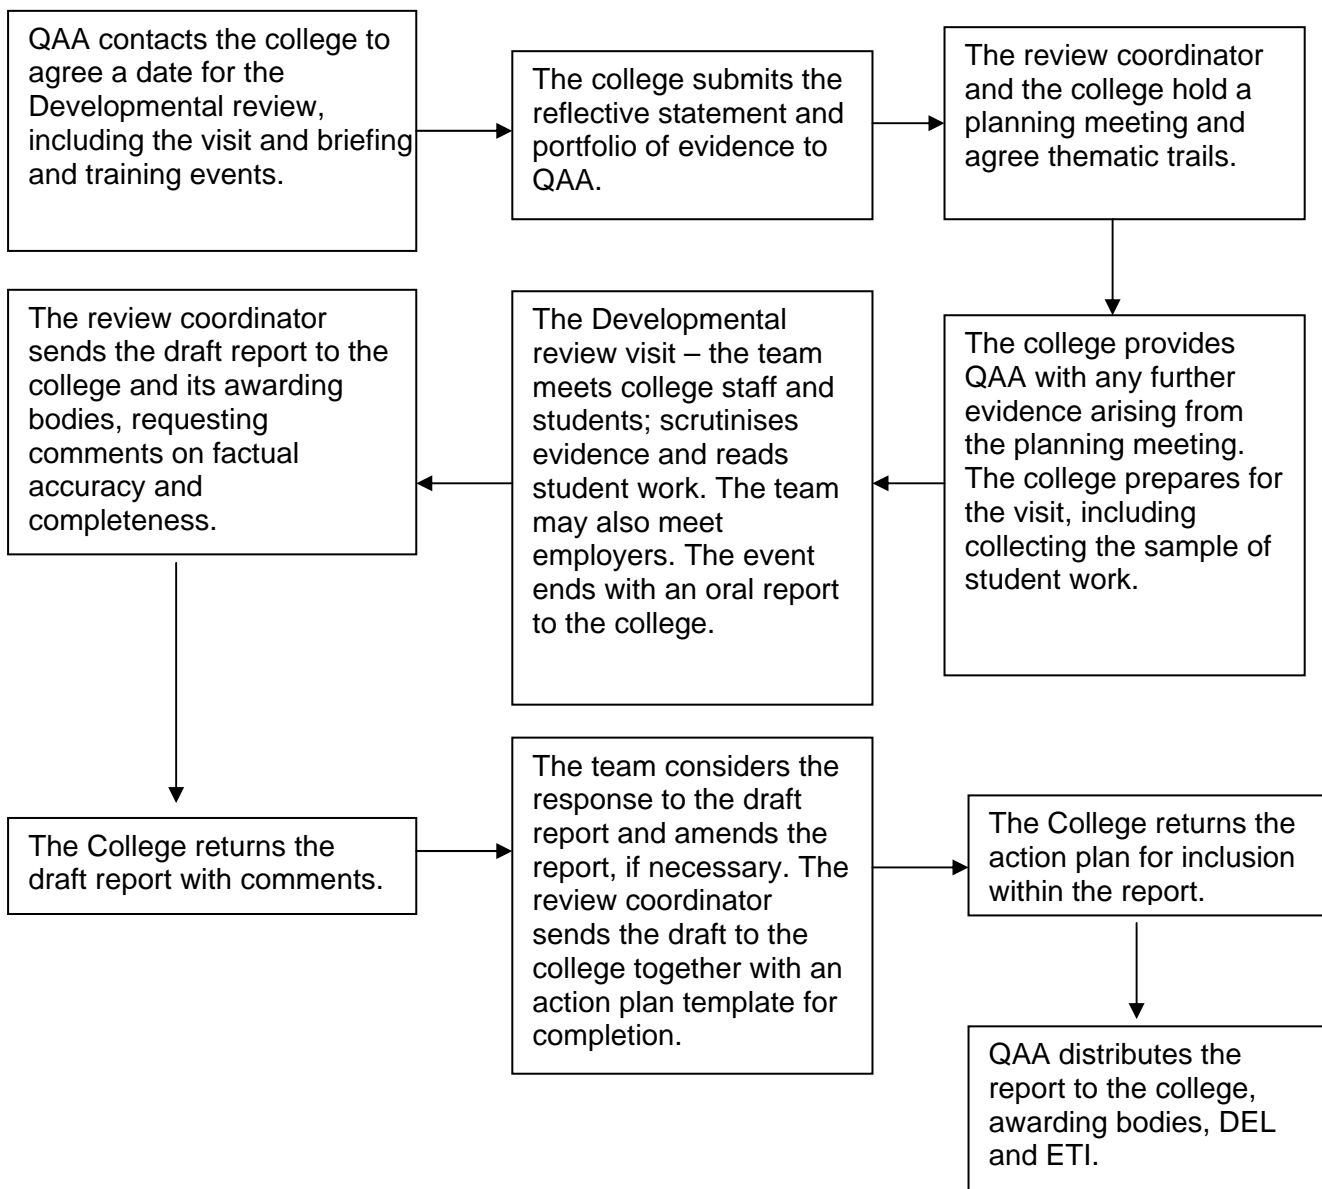 QAA contacts the college to
agree a date for the
Developmental review,
including the visit and briefing
and training events.
The college submits the
reflective statement and
portfolio of evidence to
QAA.
The review coordinator
and the college hold a
planning meeting and
agree thematic trails.
The college provides
QAA with any further
evidence arising from
the planning meeting.
The college prepares for
the visit, including
collecting the sample of
student work.
The Developmental
review visit – the team
meets college staff and
students; scrutinises
evidence and reads
student work. The team
may also meet
employers. The event
ends with an oral report
to the college.
The review coordinator
sends the draft report to the
college and its awarding
bodies, requesting
comments on factual
accuracy and
completeness.
The College returns the
draft report with comments.
The team considers the
response to the draft
report and amends the
report, if necessary. The
review coordinator
sends the draft to the
college together with an
action plan template for
completion.
The College returns the
action plan for inclusion
within the report.
QAA distributes the
report to the college,
awarding bodies, DEL
and ETI.